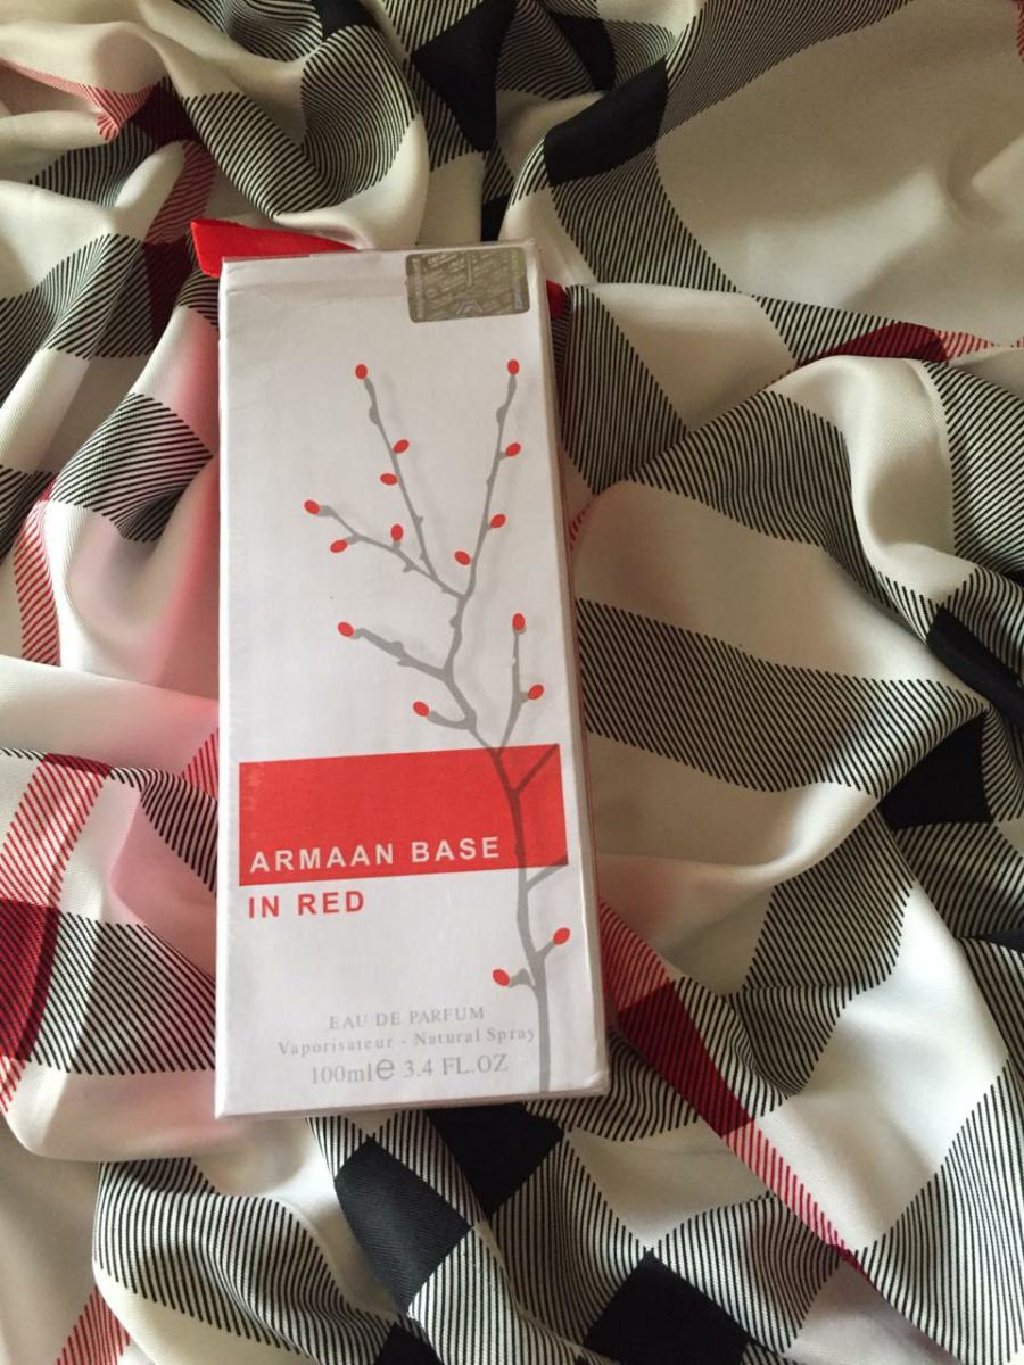 ARMAAN BASE
IN RED
EAU DE PARFUM
Vaporisateur - Natural Spray
100ml℮ 3.4 FL.OZ